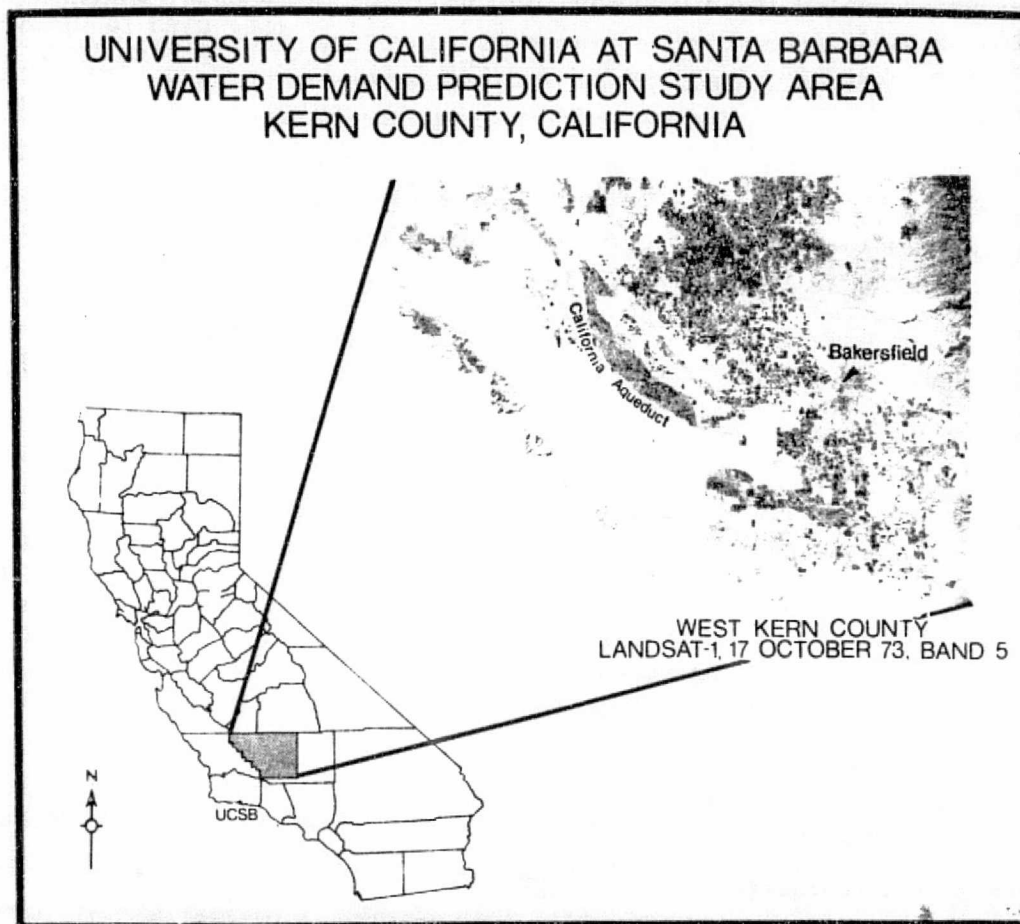 UNIVERSITY OF CALIFORNIA AT SANTA BARBARA
WATER DEMAND PREDICTION STUDY AREA
KERN COUNTY, CALIFORNIA
California Aqueduct
Bakersfield
WEST KERN COUNTY
LANDSAT-1, 17 OCTOBER 73. BAND 5
N
UCSB